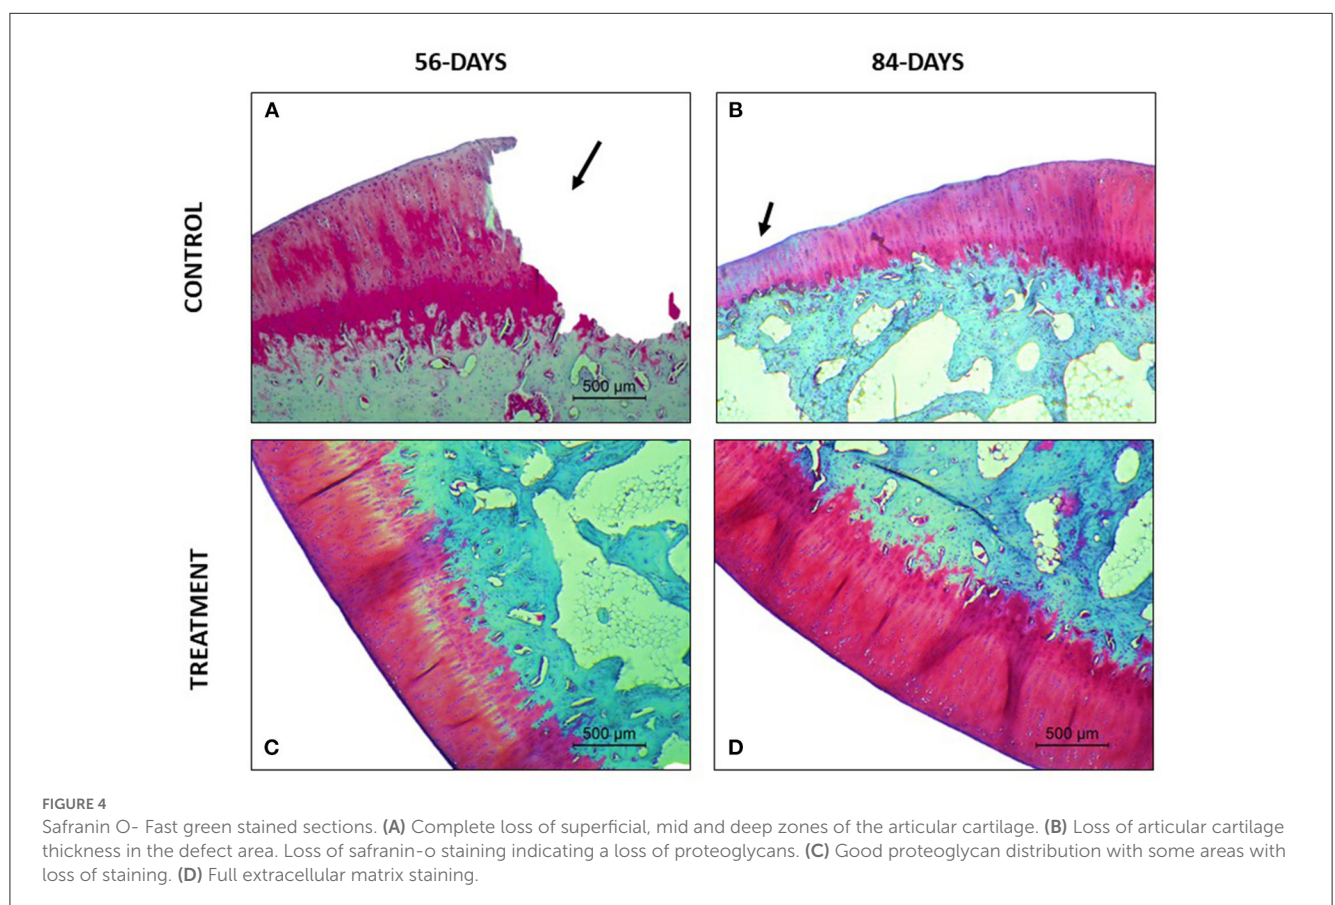 56-DAYS
84-DAYS
CONTROL
A
500 µm
B
TREATMENT
C
500 µm
D
500 µm
FIGURE 4
Safranin O- Fast green stained sections. (A) Complete loss of superficial, mid and deep zones of the articular cartilage. (B) Loss of articular cartilage
thickness in the defect area. Loss of safranin-o staining indicating a loss of proteoglycans. (C) Good proteoglycan distribution with some areas with
loss of staining. (D) Full extracellular matrix staining.